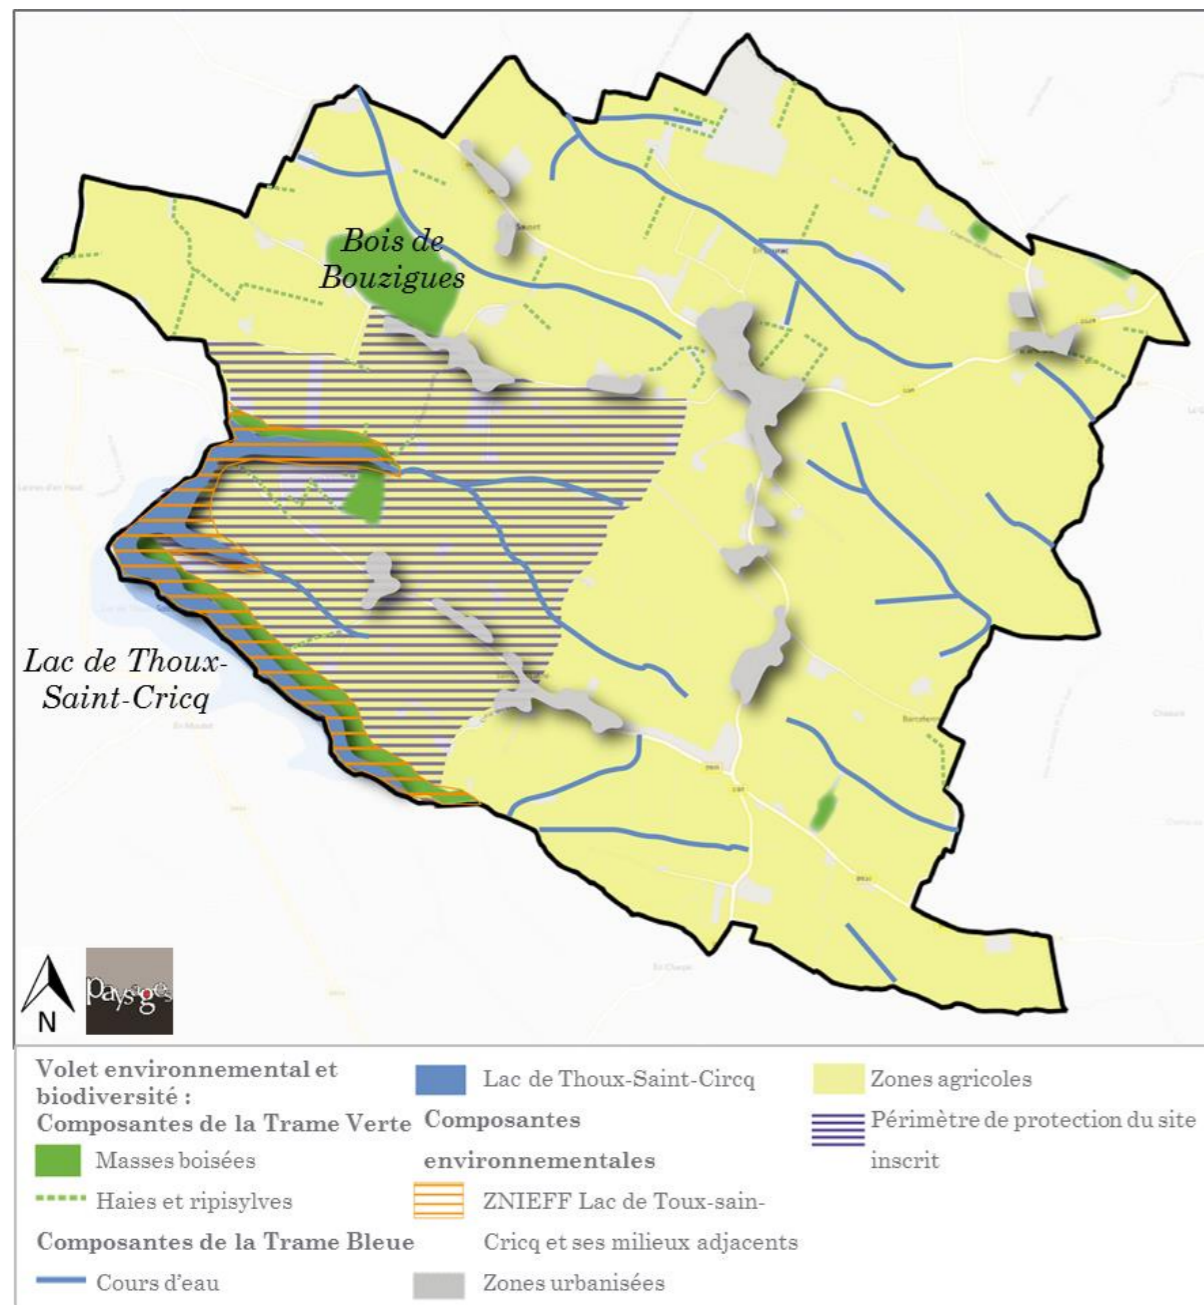 Bois de
Bouzigues
Lac de Thoux-
Saint-Cricq
N
paysages
Volet environnemental et
biodiversité :
Composantes de la Trame Verte
Masses boisées
Haies et ripisylves
Composantes de la Trame Bleue
Cours d'eau
Lac de Thoux-Saint-Circq
Composantes
environnementales
ZNIEFF Lac de Toux-sain-
Cricq et ses milieux adjacents
Zones urbanisées
Zones agricoles
Périmètre de protection du site
inscrit